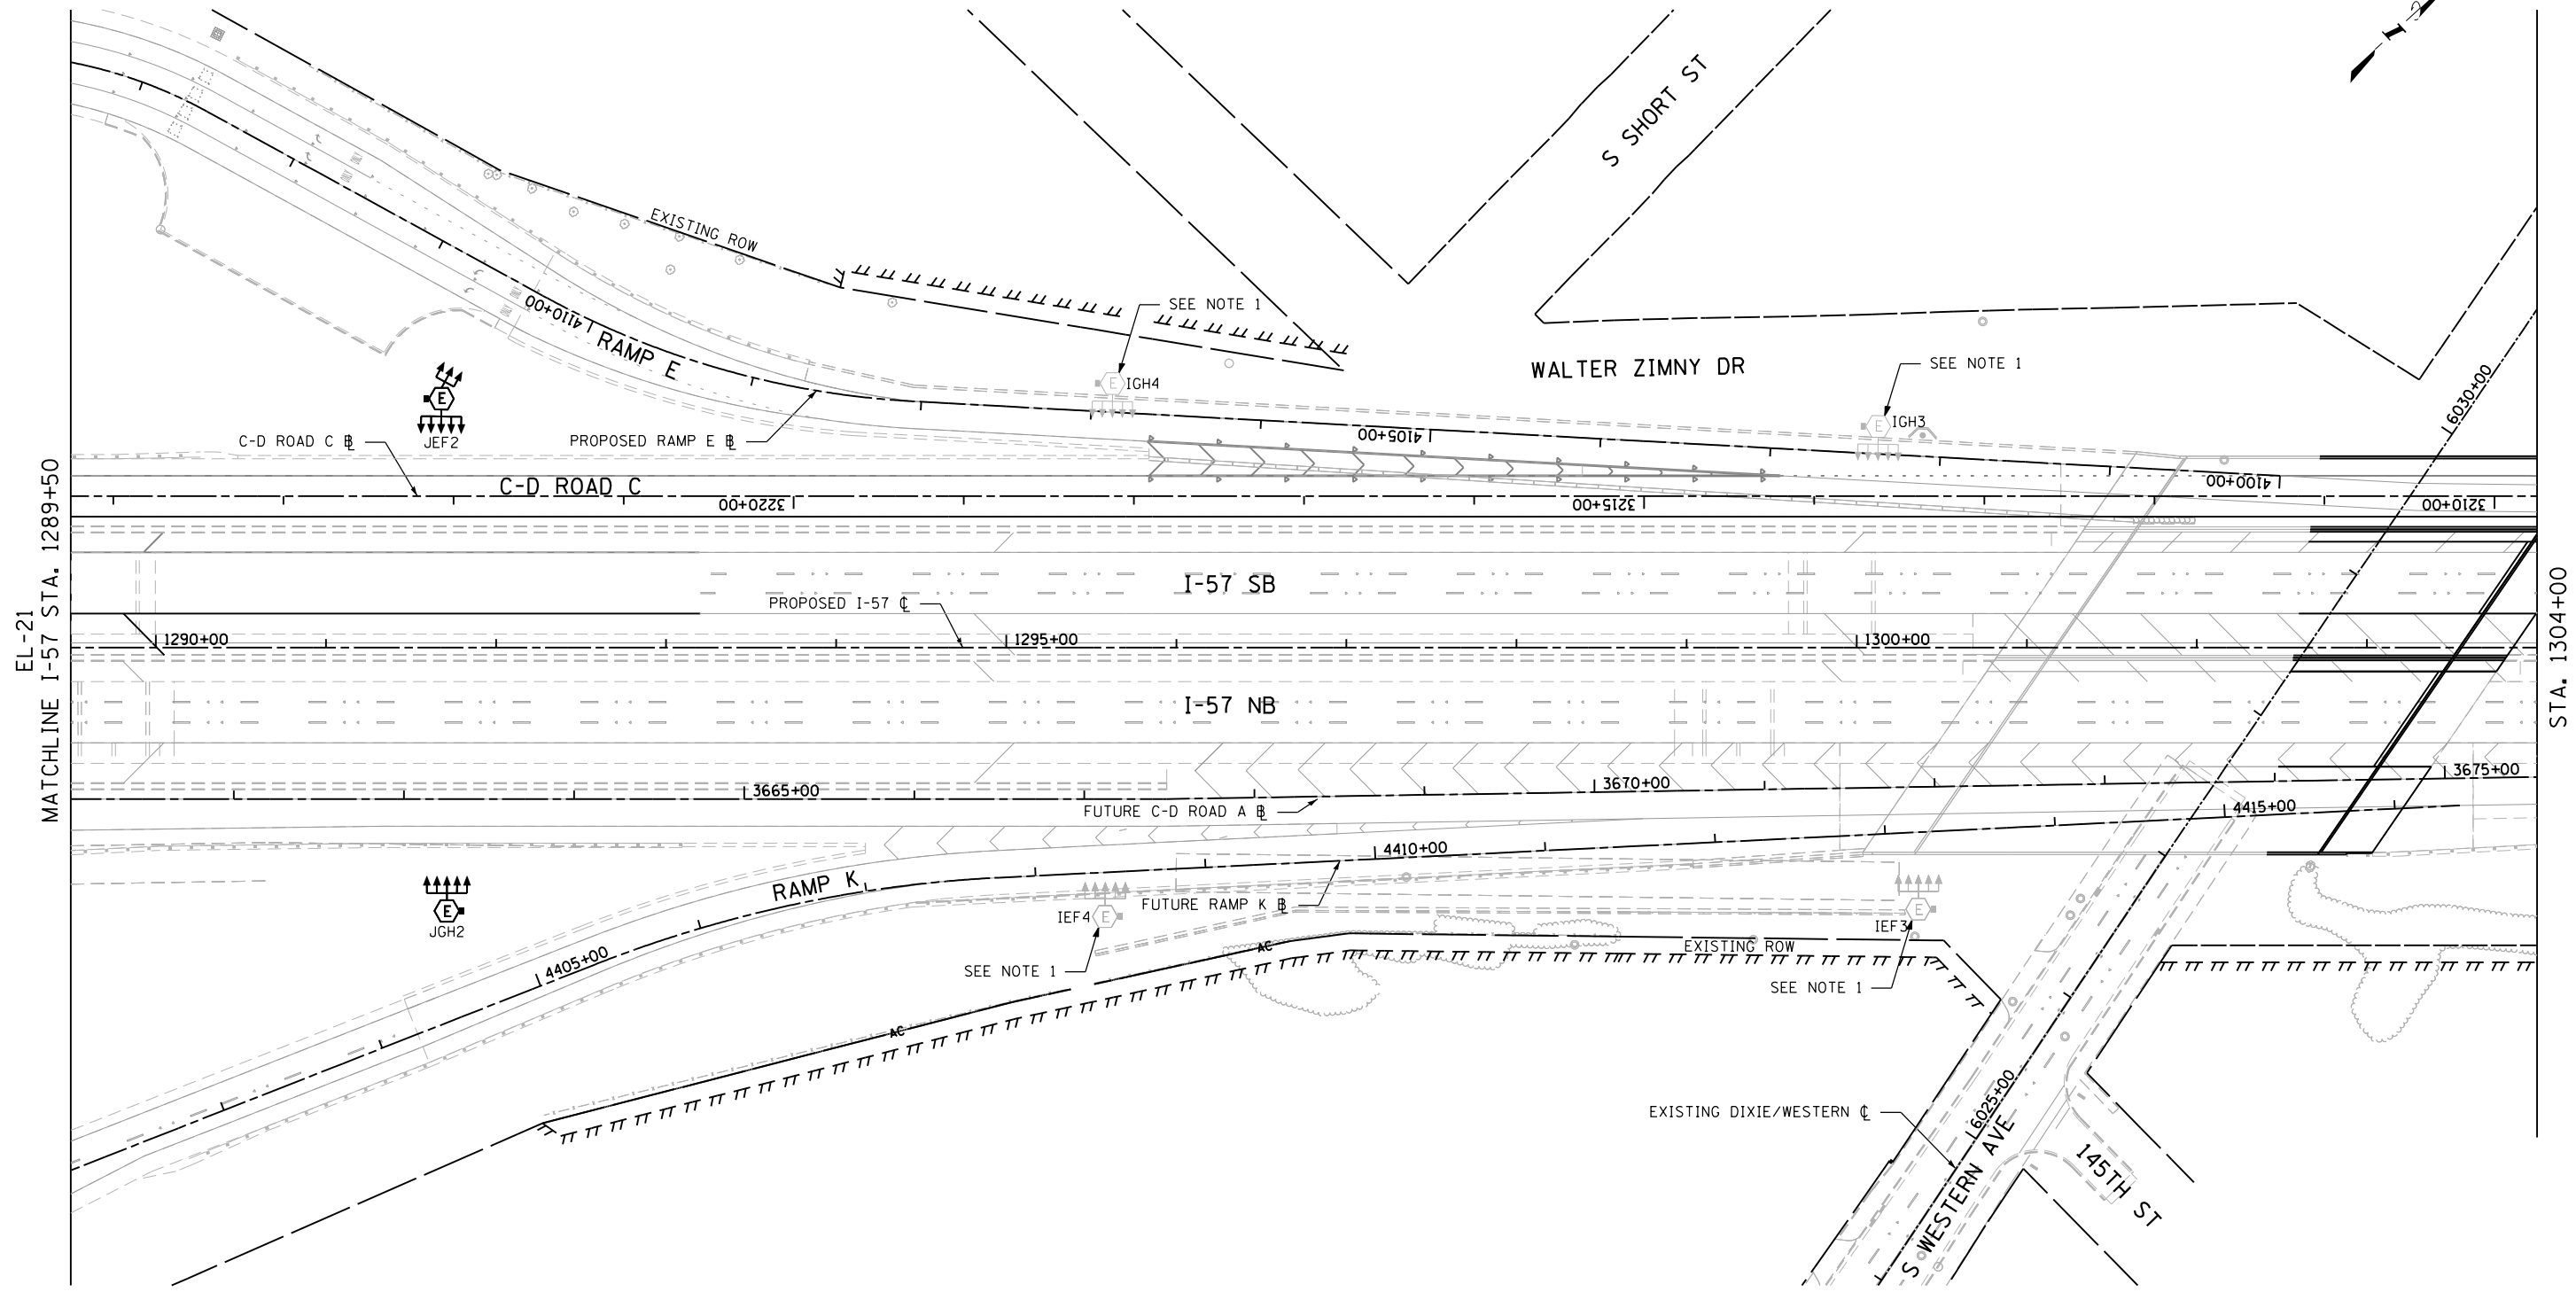 I
S SHORT ST
EXISTING ROW
SEE NOTE 1
4110+00
RAMP E
E
IGH4
WALTER ZIMNY DR
SEE NOTE 1
6030+00
E
JEF2
C-D ROAD C ℄
PROPOSED RAMP E ℄
4105+00
E
IGH3
C-D ROAD C
3220+00
3215+00
4100+00
3210+00
EL-21
MATCHLINE I-57 STA. 1289+50
I-57 SB
PROPOSED I-57 ℄
1290+00
1295+00
1300+00
STA. 1304+00
I-57 NB
3665+00
3670+00
3675+00
FUTURE C-D ROAD A ℄
4415+00
4410+00
RAMP K
E
JGH2
IEF4
E
FUTURE RAMP K ℄
E
IEF3
4405+00
SEE NOTE 1
AC
EXISTING ROW
SEE NOTE 1
AC
EXISTING DIXIE/WESTERN ℄
6025+00
S WESTERN AVE
145TH ST